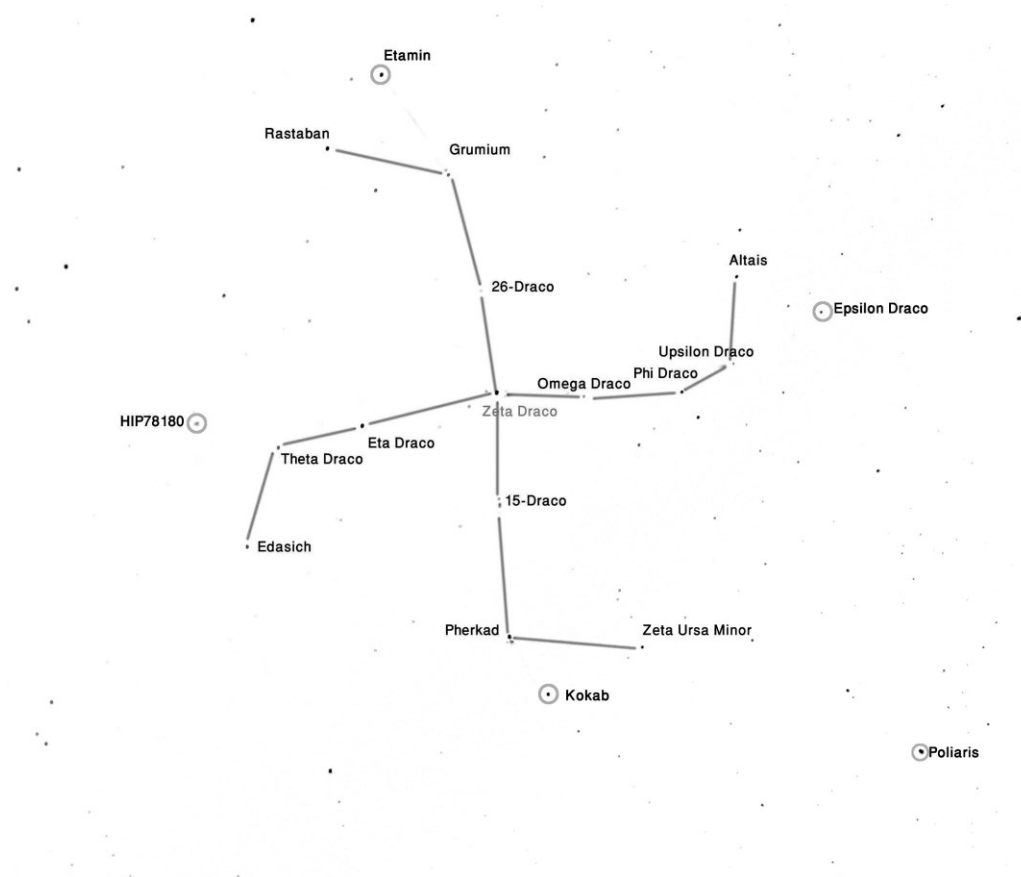 Etamin
Rastaban
Grumium
Altais
26-Draco
Epsilon Draco
Upsilon Draco
Phi Draco
Omega Draco
Zeta Draco
HIP78180
Eta Draco
Theta Draco
15-Draco
Edasich
Pherkad
Zeta Ursa Minor
Kokab
Poliaris